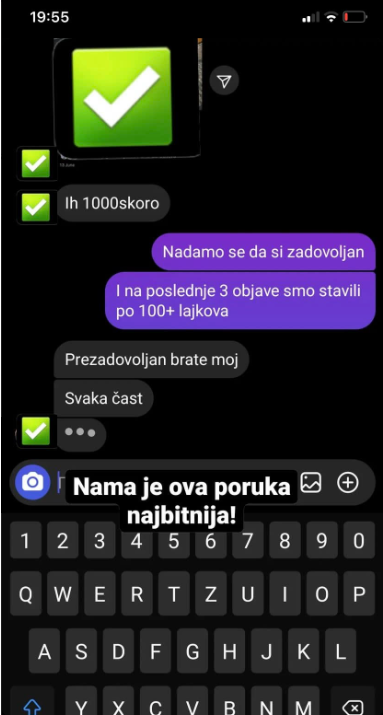 19:55
Ih 1000skoro
Nadamo se da si zadovoljan
I na poslednje 3 objave smo stavili
po 100+ lajkova
Prezadovoljan brate moj
Svaka čast
Nama je ova poruka
najbitnija!
1 2 3 4 5 6 7 8 9 0
Q W E R T Z U I O P
A S D F G H J K L
Y X C V B N M